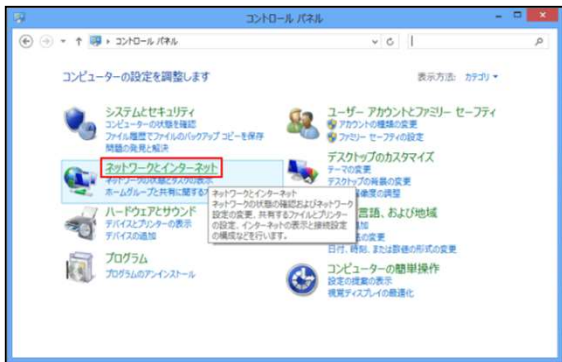 コントロール パネル
コントロール パネル
コンピューターの設定を調整します
表示方法: カテゴリ
システムとセキュリティ
コンピューターの状態を確認
ファイル履歴でファイルのバックアップ コピーを保存
問題の発見と解決
ネットワークとインターネット
ネットワークの状態とタスクの表示
ホームグループと共有に関する
ネットワークとインターネット
ネットワークの状態の確認およびネットワーク
設定の変更、共有するファイルとプリンター
の設定、インターネットの表示と接続設定
の構成などを行います。
ハードウェアとサウンド
デバイスとプリンターの表示
デバイスの追加
プログラム
プログラムのアンインストール
ユーザー アカウントとファミリー セーフティ
アカウントの種類の変更
ファミリー セーフティの設定
デスクトップのカスタマイズ
テーマの変更
デスクトップの背景の変更
像度の調整
言語、および地域
加
の変更
日付、時刻、または数値の形式の変更
コンピューターの簡単操作
設定の提案の表示
視覚ディスプレイの最適化